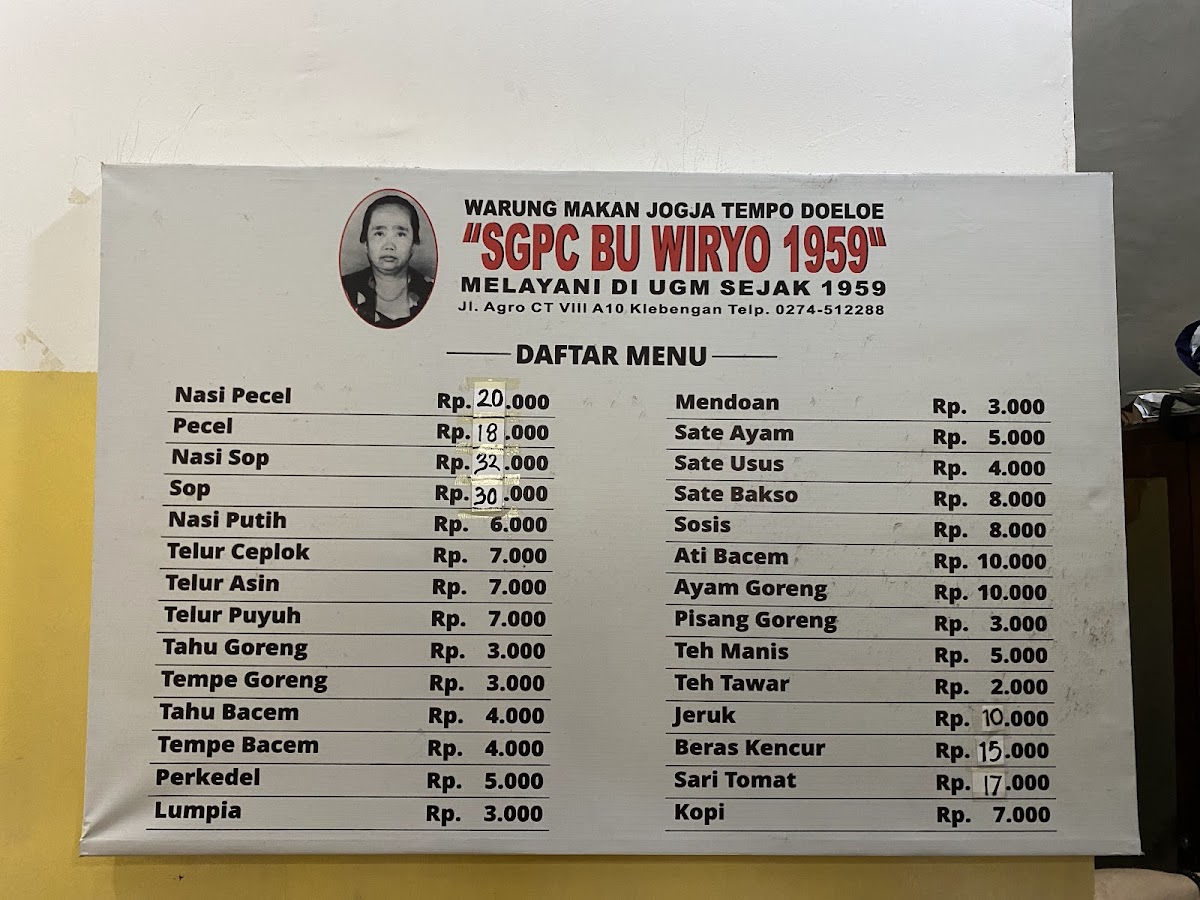 WARUNG MAKAN JOGJA TEMPO DOELOE
"SGPC BU WIRYO 1959"
MELAYANI DI UGM SEJAK 1959
Jl. Agro CT VIII A10 Klebengan Telp. 0274-512288
DAFTAR MENU
Nasi Pecel Rp. 20.000
Pecel Rp. 18.000
Nasi Sop Rp. 32.000
Sop Rp. 30.000
Nasi Putih Rp. 6.000
Telur Ceplok Rp. 7.000
Telur Asin Rp. 7.000
Telur Puyuh Rp. 7.000
Tahu Goreng Rp. 3.000
Tempe Goreng Rp. 3.000
Tahu Bacem Rp. 4.000
Tempe Bacem Rp. 4.000
Perkedel Rp. 5.000
Lumpia Rp. 3.000
Mendoan Rp. 3.000
Sate Ayam Rp. 5.000
Sate Usus Rp. 4.000
Sate Bakso Rp. 8.000
Sosis Rp. 8.000
Ati Bacem Rp. 10.000
Ayam Goreng Rp. 10.000
Pisang Goreng Rp. 3.000
Teh Manis Rp. 5.000
Teh Tawar Rp. 2.000
Jeruk Rp. 10.000
Beras Kencur Rp. 15.000
Sari Tomat Rp. 17.000
Kopi Rp. 7.000